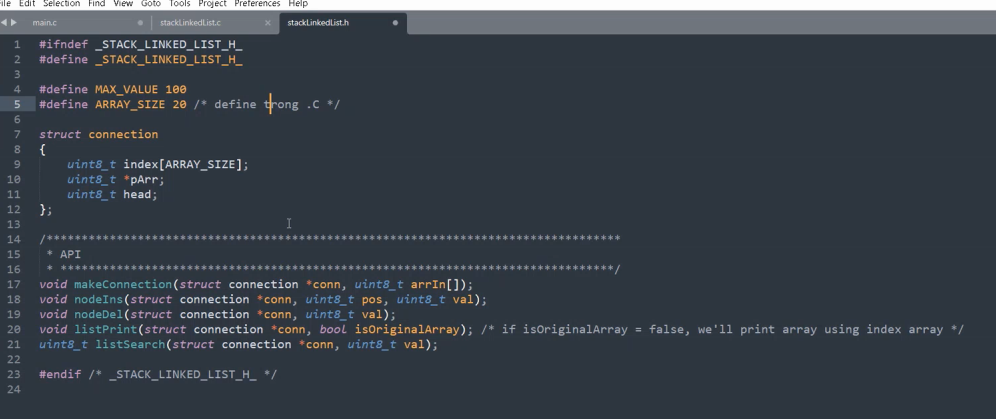 File Edit Selection Find View Goto Tools Project Preferences Help
main.c stackLinkedList.c × stackLinkedList.h
1 #ifndef _STACK_LINKED_LIST_H_
2 #define _STACK_LINKED_LIST_H_
3
4 #define MAX_VALUE 100
5 #define ARRAY_SIZE 20 /* define trong .C */
6
7 struct connection
8 {
9 uint8_t index[ARRAY_SIZE];
10 uint8_t *pArr;
11 uint8_t head;
12 };
13
14 /********************************************************************************
15 * API
16 * *******************************************************************************/
17 void makeConnection(struct connection *conn, uint8_t arrIn[]);
18 void nodeIns(struct connection *conn, uint8_t pos, uint8_t val);
19 void nodeDel(struct connection *conn, uint8_t val);
20 void listPrint(struct connection *conn, bool isOriginalArray); /* if isOriginalArray = false, we'll print array using index array */
21 uint8_t listSearch(struct connection *conn, uint8_t val);
22
23 #endif /* _STACK_LINKED_LIST_H_ */
24